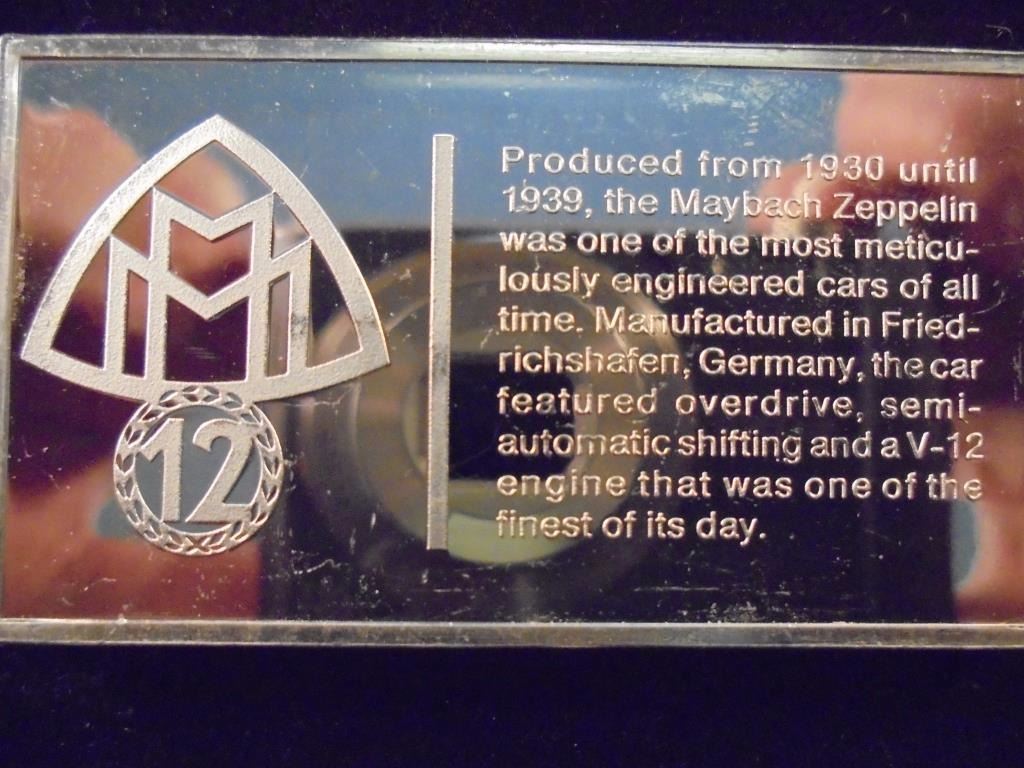 MM
12
Produced from 1930 until
1939, the Maybach Zeppelin
was one of the most meticu-
lously engineered cars of all
time. Manufactured in Fried-
richshafen, Germany, the car
featured overdrive, semi-
automatic shifting and a V-12
engine that was one of the
finest of its day.